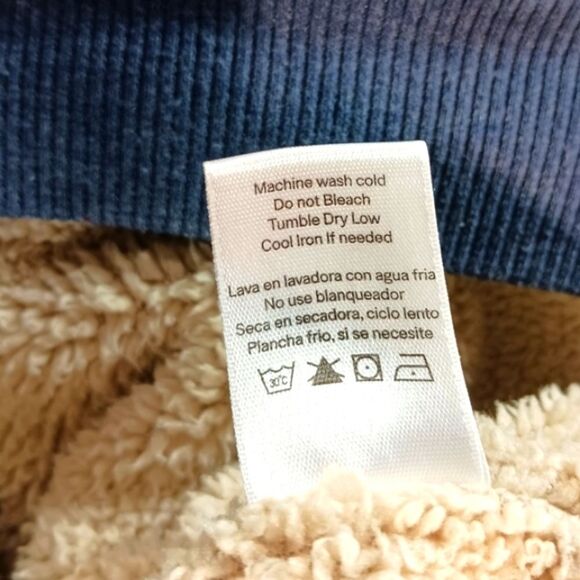 Machine wash cold
Do not Bleach
Tumble Dry Low
Cool Iron If needed
Lava en lavadora con agua fria
No use blanqueador
Seca en secadora, ciclo lento
Plancha frio, si se necesite
30°C